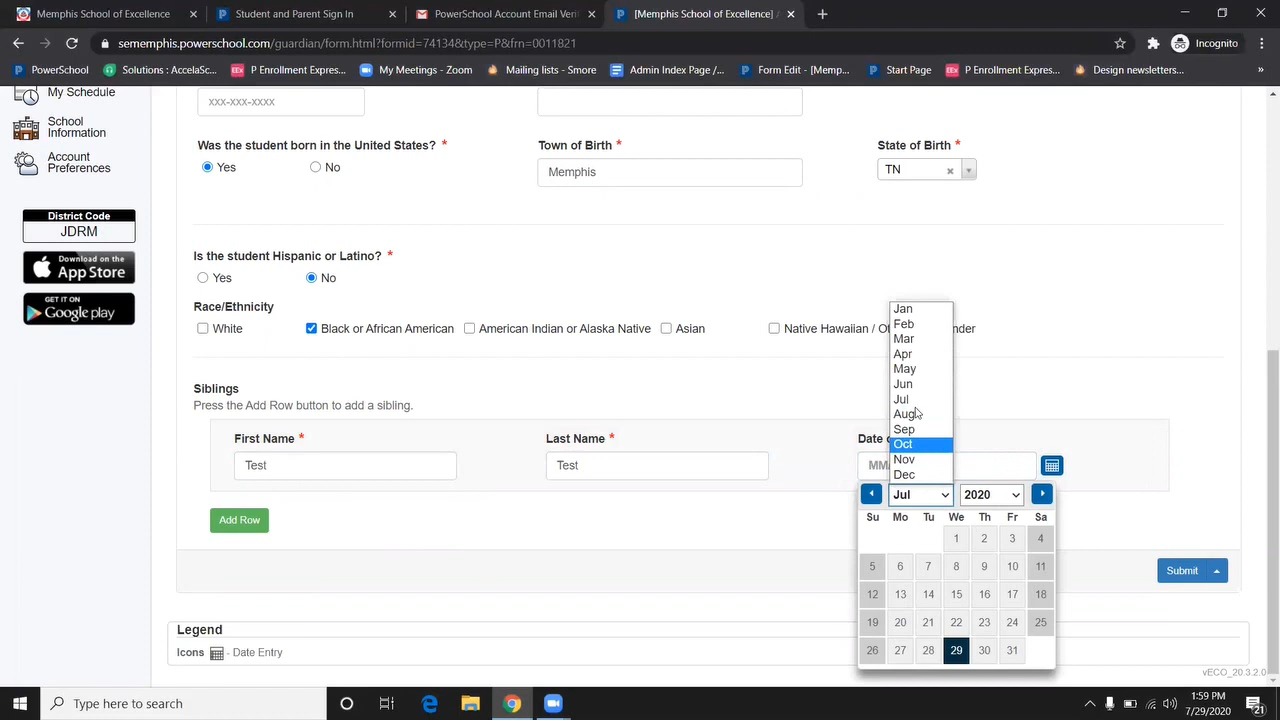 Memphis School of Excellence
Student and Parent Sign In
PowerSchool Account Email Veri
[Memphis School of Excellence] A
sememphis.powerschool.com/guardian/form.html?formid=74134&type=P&frn=0011821
Incognito
PowerSchool
Solutions : AccelaSc...
P Enrollment Expres...
My Meetings - Zoom
Mailing lists - Smore
Admin Index Page /...
Form Edit - [Memp...
Start Page
P Enrollment Expres...
Design newsletters...
My Schedule
School
Information
Account
Preferences
District Code
JDRM
Download on the
App Store
GET IT ON
Google play
xxx-xxx-xxxx
Was the student born in the United States? *
Yes
No
Town of Birth *
Memphis
State of Birth *
TN
Is the student Hispanic or Latino? *
Yes
No
Race/Ethnicity
White
Black or African American
American Indian or Alaska Native
Asian
Native Hawaiian / Ot
nder
Siblings
Press the Add Row button to add a sibling.
First Name *
Test
Last Name *
Test
Date o
MM
Add Row
Jan
Feb
Mar
Apr
May
Jun
Jul
Aug
Sep
Oct
Nov
Dec
Jul
2020
Su Mo Tu We Th Fr Sa
1 2 3 4
5 6 7 8 9 10 11
12 13 14 15 16 17 18
19 20 21 22 23 24 25
26 27 28 29 30 31
Submit
Legend
Icons - Date Entry
vECO_20.3.2.0
Type here to search
1:59 PM
7/29/2020
21